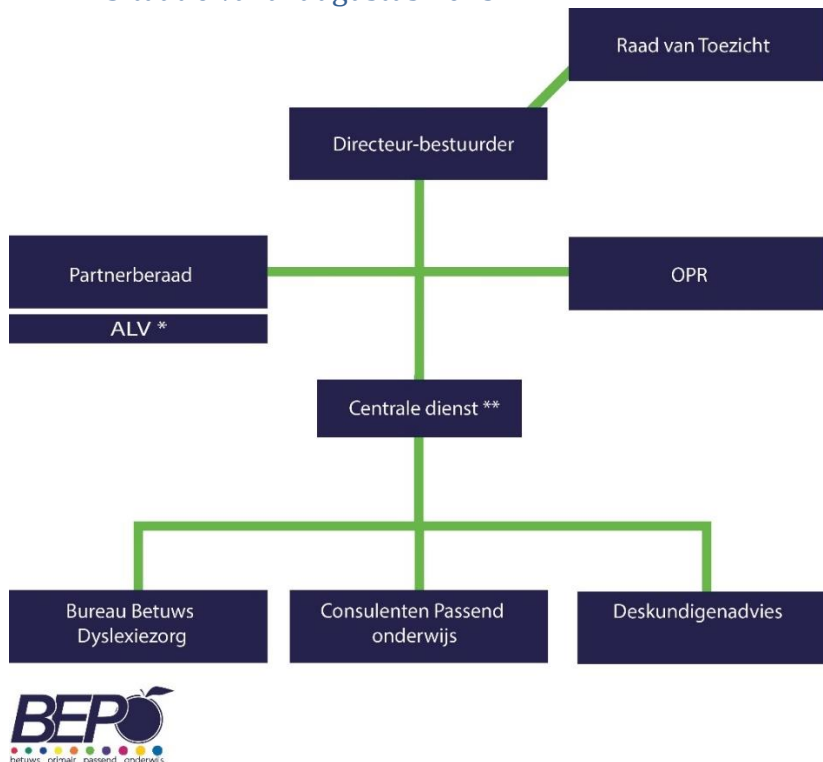 Raad van Toezicht
Directeur-bestuurder
Partnerberaad
OPR
ALV *
Centrale dienst **
Bureau Betuws
Dyslexiezorg
Consulenten Passend
onderwijs
Deskundigenadvies
BEPO
betuws primair passend onderwijs